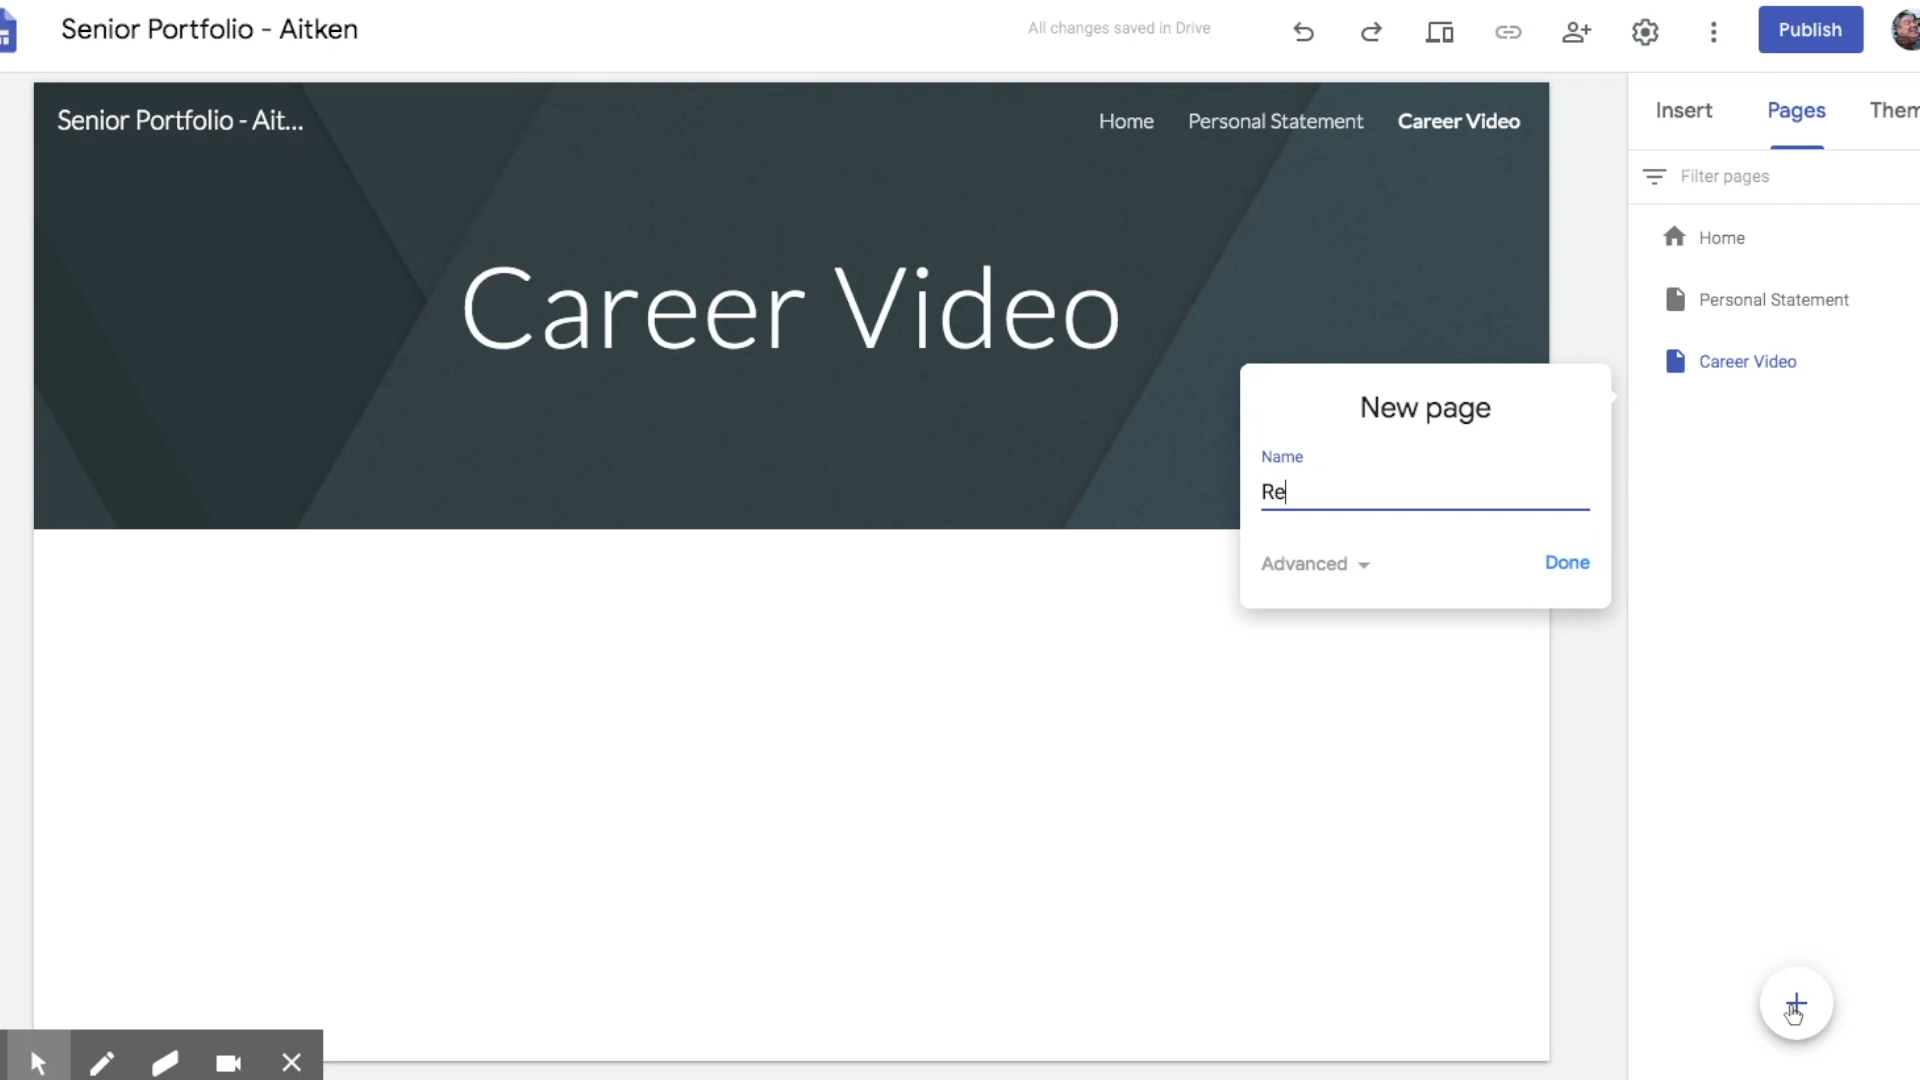 Senior Portfolio - Aitken
All changes saved in Drive
Publish
Senior Portfolio - Ait...
Home
Personal Statement
Career Video
Insert
Pages
Them
Filter pages
Home
Personal Statement
Career Video
Career Video
New page
Name
Re
Advanced
Done